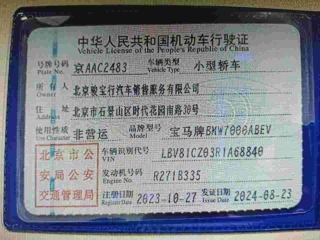 中华人民共和国机动车行驶证
Vehicle License of the People's Republic of China
号牌号码 京AAC2483 车辆类型 小型轿车
Plate No. Vehicle Type
所有人 北京骏宝行汽车销售服务有限公司
Owner
住址 北京市石景山区时代花园南路30号
Address
使用性质 非营运 品牌型号 宝马牌BMW7000ABEV
Use Character Model
北京市公 车辆识别代号 LBV81CZ03R1A68840
VIN
安局公安 发动机号码 R271B335
Engine No.
交通管理局 注册日期 2023-10-27 发证日期 2024-08-23
Register Date Issue Date